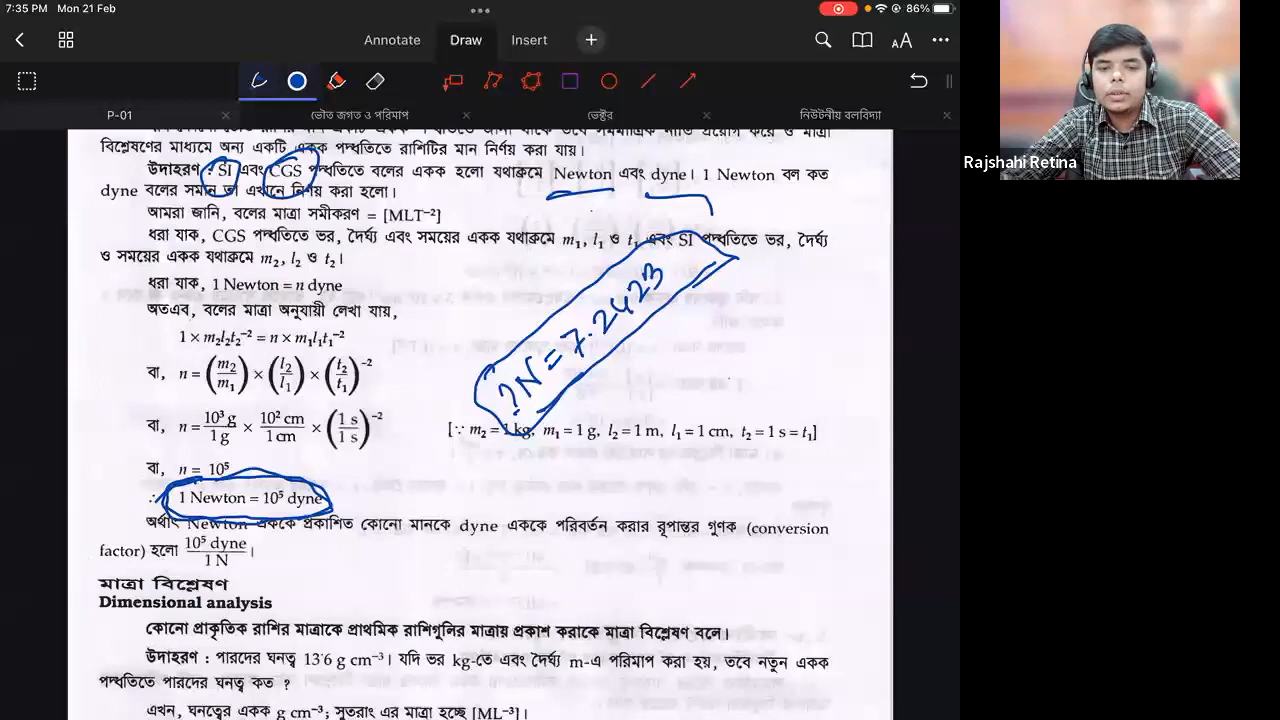 7:35 PM Mon 21 Feb
86%
Annotate Draw Insert
P-01 ভৌত জগত ও পরিমাপ ভেক্টর নিউটনীয় বলবিদ্যা
বিশ্লেষণের মাধ্যমে অন্য একটি একক পদ্ধতিতে রাশিটির মান নির্ণয় করা যায়।
উদাহরণ : SI এবং CGS পদ্ধতিতে বলের একক হলো যথাক্রমে Newton এবং dyne। 1 Newton বল কত
dyne বলের সমান তা এখানে নির্ণয় করা হলো।
আমরা জানি, বলের মাত্রা সমীকরণ = [MLT⁻²]
ধরা যাক, CGS পদ্ধতিতে ভর, দৈর্ঘ্য এবং সময়ের একক যথাক্রমে m₁, l₁ ও t₁ এবং SI পদ্ধতিতে ভর, দৈর্ঘ্য
ও সময়ের একক যথাক্রমে m₂, l₂ ও t₂।
ধরা যাক, 1 Newton = n dyne
অতএব, বলের মাত্রা অনুযায়ী লেখা যায়,
1 × m₂l₂t₂⁻² = n × m₁l₁t₁⁻²
?N = 7.2423
বা, n = (m₂/m₁) × (l₂/l₁) × (t₂/t₁)⁻²
বা, n = 10³ g/1 g × 10² cm/1 cm × (1 s/1 s)⁻² [∵ m₂ = 1 kg, m₁ = 1 g, l₂ = 1 m, l₁ = 1 cm, t₂ = 1 s = t₁]
বা, n = 10⁵
∴ 1 Newton = 10⁵ dyne
অর্থাৎ Newton এককে প্রকাশিত কোনো মানকে dyne এককে পরিবর্তন করার রূপান্তর গুণক (conversion
factor) হলো 10⁵ dyne/1 N।
মাত্রা বিশ্লেষণ
Dimensional analysis
কোনো প্রাকৃতিক রাশির মাত্রাকে প্রাথমিক রাশিগুলির মাত্রায় প্রকাশ করাকে মাত্রা বিশ্লেষণ বলে।
উদাহরণ : পারদের ঘনত্ব 13·6 g cm⁻³। যদি ভর kg-তে এবং দৈর্ঘ্য m-এ পরিমাপ করা হয়, তবে নতুন একক
পদ্ধতিতে পারদের ঘনত্ব কত ?
এখন, ঘনত্বের একক g cm⁻³; সুতরাং এর মাত্রা হচ্ছে [ML⁻³]।
Rajshahi Retina